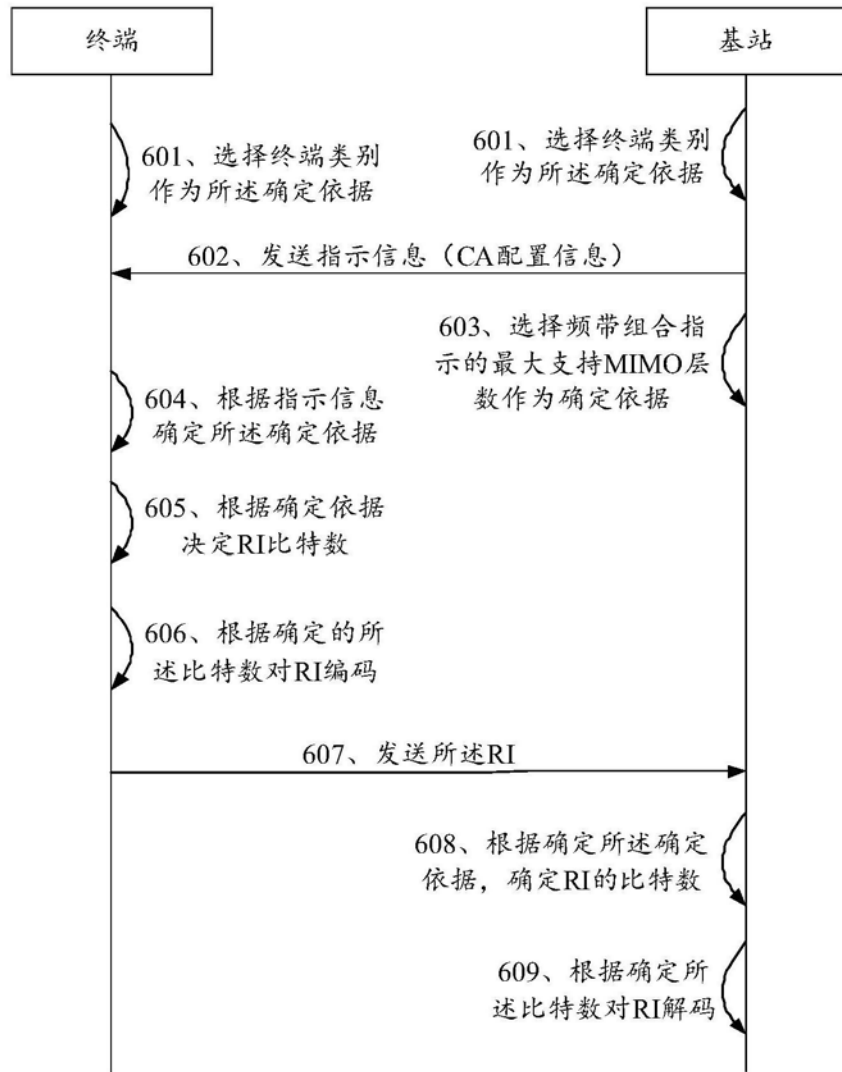 终端
基站
601、选择终端类别
作为所述确定依据
601、选择终端类别
作为所述确定依据
602、发送指示信息（CA配置信息）
603、选择频带组合指
示的最大支持MIMO层
数作为确定依据
604、根据指示信息
确定所述确定依据
605、根据确定依据
决定RI比特数
606、根据确定的所
述比特数对RI编码
607、发送所述RI
608、根据确定所述确定
依据，确定RI的比特数
609、根据确定所
述比特数对RI解码